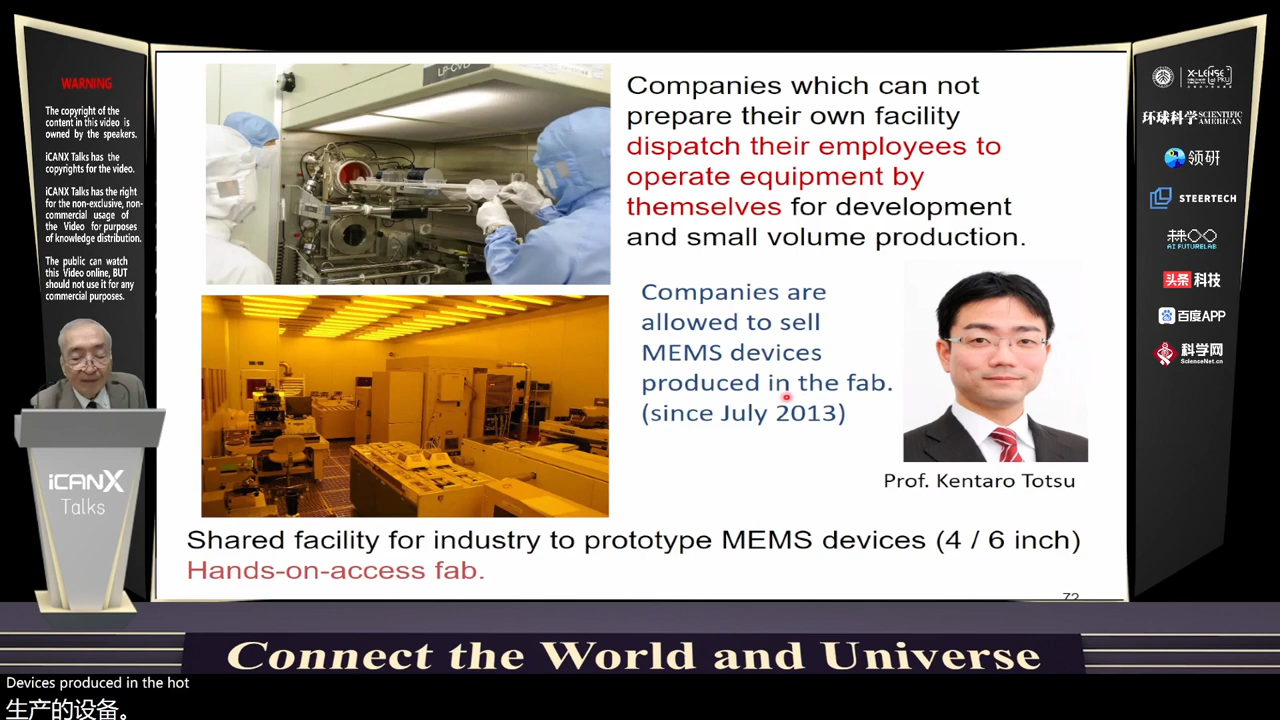 WARNING
The copyright of the
content in this video is
owned by the speakers.
iCANX Talks has the
copyrights for the video.
iCANX Talks has the right
for the non-exclusive, non-
commercial usage of
the Video for purposes
of knowledge distribution.
The public can watch
this Video online, BUT
should not use it for any
commercial purposes.
LP-CVD
Companies which can not
prepare their own facility
dispatch their employees to
operate equipment by
themselves for development
and small volume production.
Companies are
allowed to sell
MEMS devices
produced in the fab.
(since July 2013)
Prof. Kentaro Totsu
Shared facility for industry to prototype MEMS devices (4 / 6 inch)
Hands-on-access fab.
72
X-LENSE
环球科学 SCIENTIFIC AMERICAN
领研
STEERTECH
AI FUTURELAB
头条 科技
百度APP
科学网
ScienceNet.cn
iCANX
Talks
Connect the World and Universe
Devices produced in the hot
生产的设备。